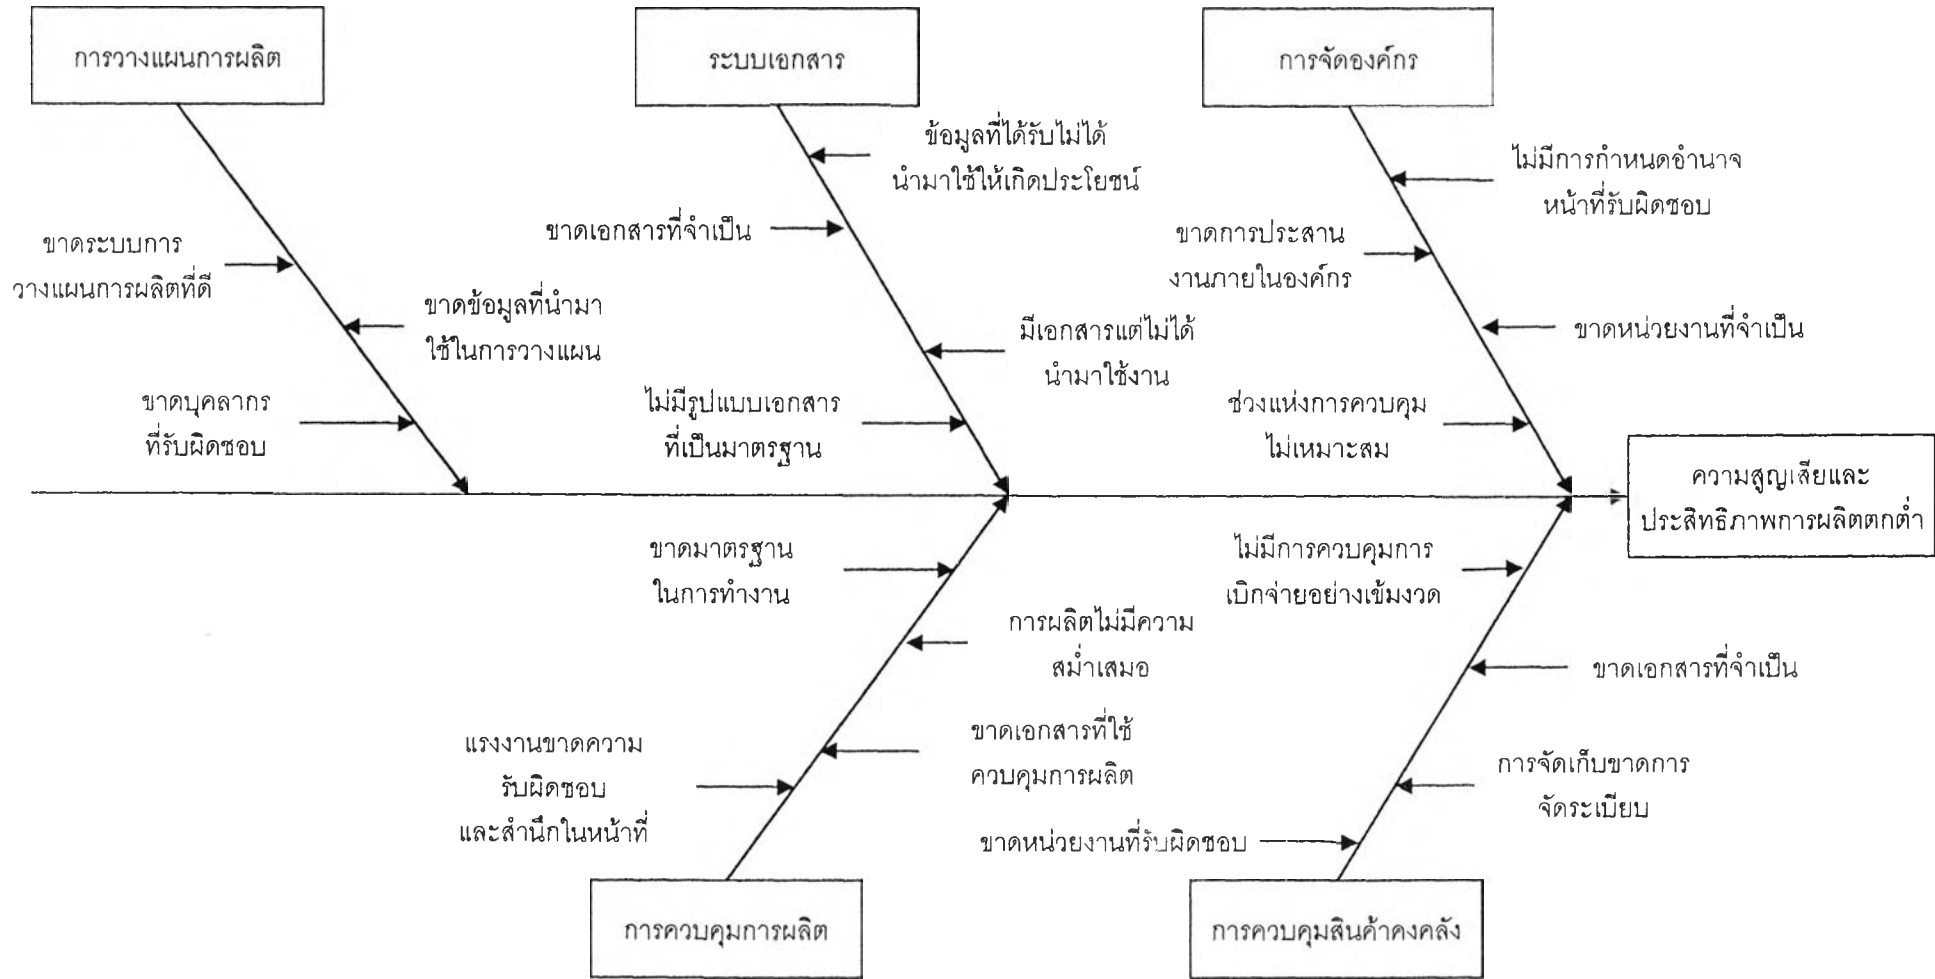 การวางแผนการผลิต
ระบบเอกสาร
การจัดองค์กร
ข้อมูลที่ได้รับไม่ได้
นำมาใช้ให้เกิดประโยชน์
ไม่มีการกำหนดอำนาจ
หน้าที่รับผิดชอบ
ขาดระบบการ
วางแผนการผลิตที่ดี
ขาดเอกสารที่จำเป็น
ขาดการประสาน
งานภายในองค์กร
ขาดข้อมูลที่นำมา
ใช้ในการวางแผน
มีเอกสารแต่ไม่ได้
นำมาใช้งาน
ขาดหน่วยงานที่จำเป็น
ขาดบุคลากร
ที่รับผิดชอบ
ไม่มีรูปแบบเอกสาร
ที่เป็นมาตรฐาน
ช่วงแห่งการควบคุม
ไม่เหมาะสม
ความสูญเสียและ
ประสิทธิภาพการผลิตตกต่ำ
ขาดมาตรฐาน
ในการทำงาน
ไม่มีการควบคุมการ
เบิกจ่ายอย่างเข้มงวด
การผลิตไม่มีความ
สม่ำเสมอ
ขาดเอกสารที่จำเป็น
แรงงานขาดความ
รับผิดชอบ
และสำนึกในหน้าที่
ขาดเอกสารที่ใช้
ควบคุมการผลิต
การจัดเก็บขาดการ
จัดระเบียบ
ขาดหน่วยงานที่รับผิดชอบ
การควบคุมการผลิต
การควบคุมสินค้าคงคลัง